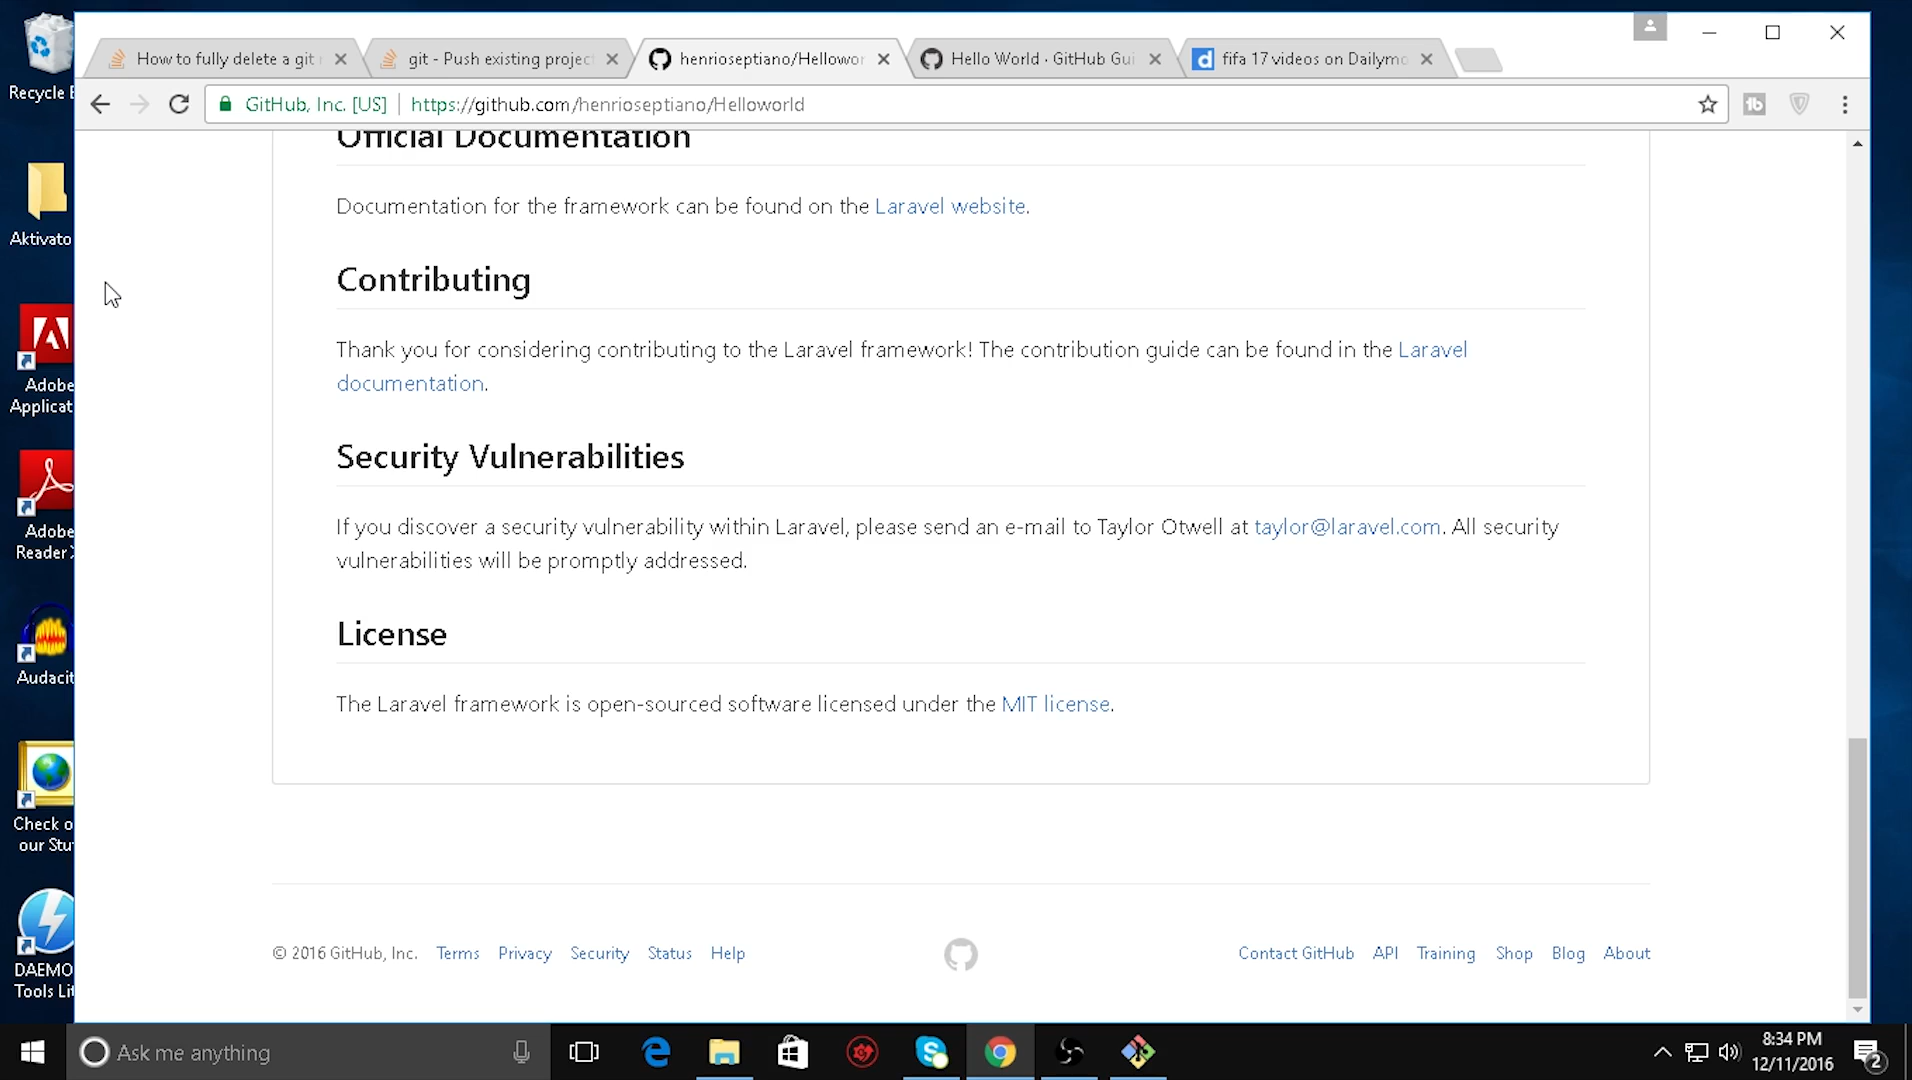 Recycle B
Aktivato
Adobe
Applicat
Adobe
Reader X
Audacit
Check o
our Stu
DAEMO
Tools Lit
How to fully delete a git r
git - Push existing project
henrioseptiano/Hellowor
Hello World · GitHub Gui
fifa 17 videos on Dailymo
GitHub, Inc. [US] https://github.com/henrioseptiano/Helloworld
Official Documentation
Documentation for the framework can be found on the Laravel website.
Contributing
Thank you for considering contributing to the Laravel framework! The contribution guide can be found in the Laravel
documentation.
Security Vulnerabilities
If you discover a security vulnerability within Laravel, please send an e-mail to Taylor Otwell at taylor@laravel.com. All security
vulnerabilities will be promptly addressed.
License
The Laravel framework is open-sourced software licensed under the MIT license.
© 2016 GitHub, Inc. Terms Privacy Security Status Help
Contact GitHub API Training Shop Blog About
Ask me anything
8:34 PM
12/11/2016
2